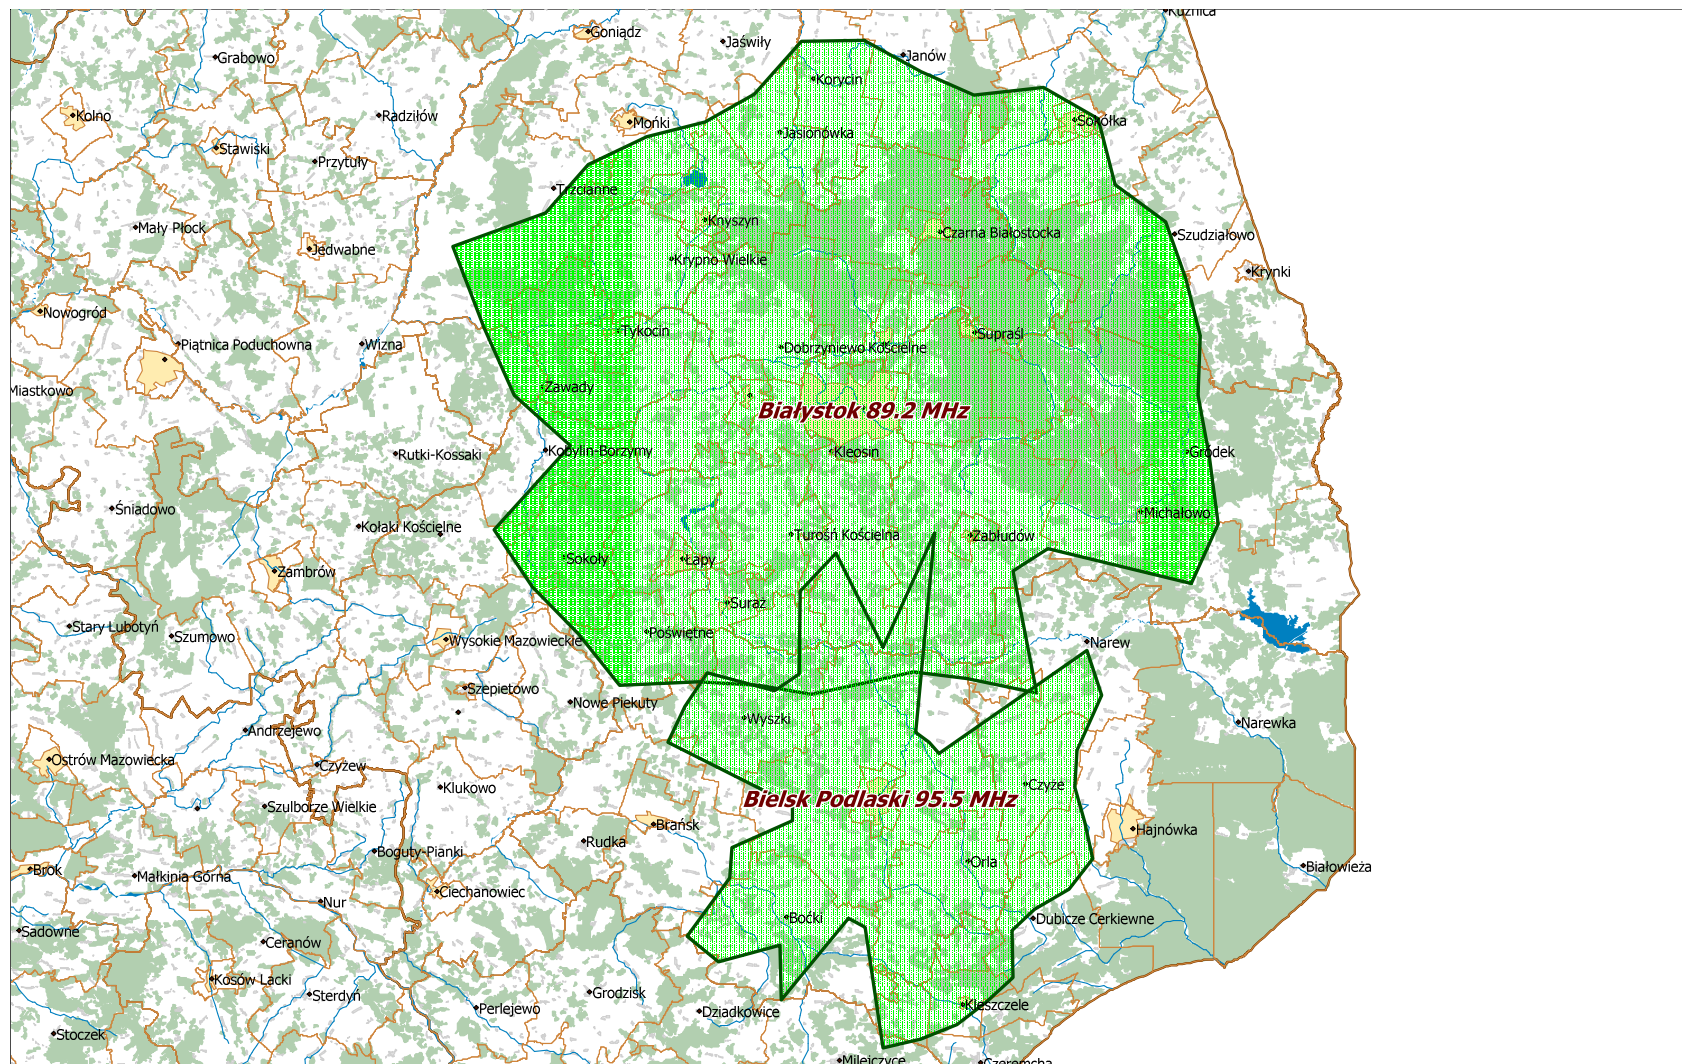 Kuźnica
Goniądz
Jaświły
Janów
Grabowo
Korycin
Kolno
Radziłów
Mońki
Sokółka
Jasionówka
Stawiski
Przytuły
Trzcianne
Knyszyn
Mały Płock
Czarna Białostocka
Szudziałowo
Jedwabne
Krypno Wielkie
Krynki
Nowogród
Tykocin
Supraśl
Piątnica Poduchowna
Wizna
Dobrzyniewo Kościelne
Miastkowo
Zawady
Białystok 89.2 MHz
Rutki-Kossaki
Kobylin-Borzymy
Kleosin
Gródek
Śniadowo
Michałowo
Kołaki Kościelne
Turośń Kościelna
Zabłudów
Sokoły
Łapy
Zambrów
Suraż
Stary Lubotyń
Szumowo
Poświętne
Wysokie Mazowieckie
Narew
Szepietowo
Nowe Piekuty
Wyszki
Narewka
Andrzejewo
Ostrów Mazowiecka
Czyżew
Czyże
Klukowo
Bielsk Podlaski 95.5 MHz
Szulborze Wielkie
Brańsk
Hajnówka
Rudka
Boguty-Pianki
Orla
Białowieża
Brok
Małkinia Górna
Ciechanowiec
Nur
Boćki
Dubicze Cerkiewne
Sadowne
Ceranów
Kosów Lacki
Sterdyń
Grodzisk
Perlejewo
Dziadkowice
Kleszczele
Stoczek
Milejczyce
Czeremcha